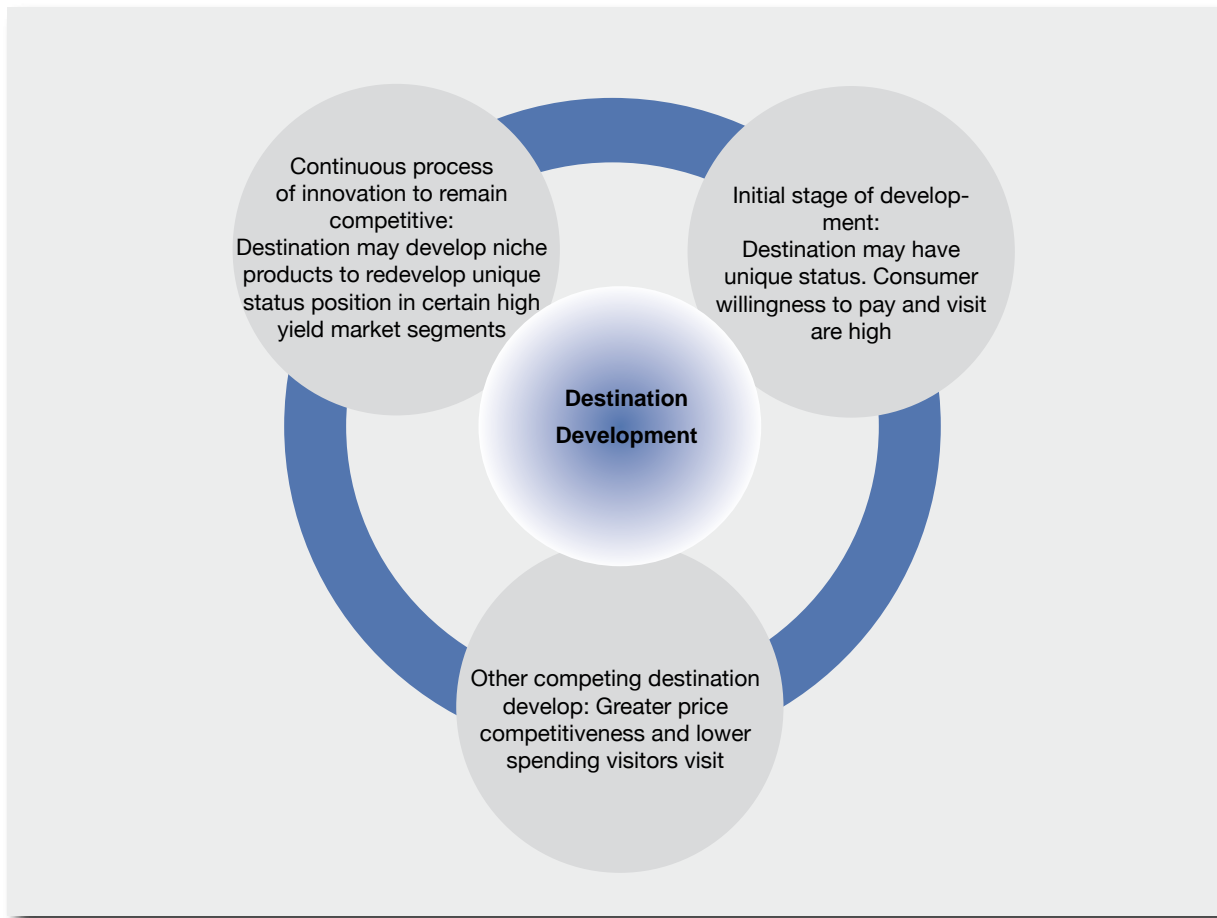 Continuous process
of innovation to remain
competitive:
Destination may develop niche
products to redevelop unique
status position in certain high
yield market segments
Initial stage of develop-
ment:
Destination may have
unique status. Consumer
willingness to pay and visit
are high
Destination
Development
Other competing destination
develop: Greater price
competitiveness and lower
spending visitors visit